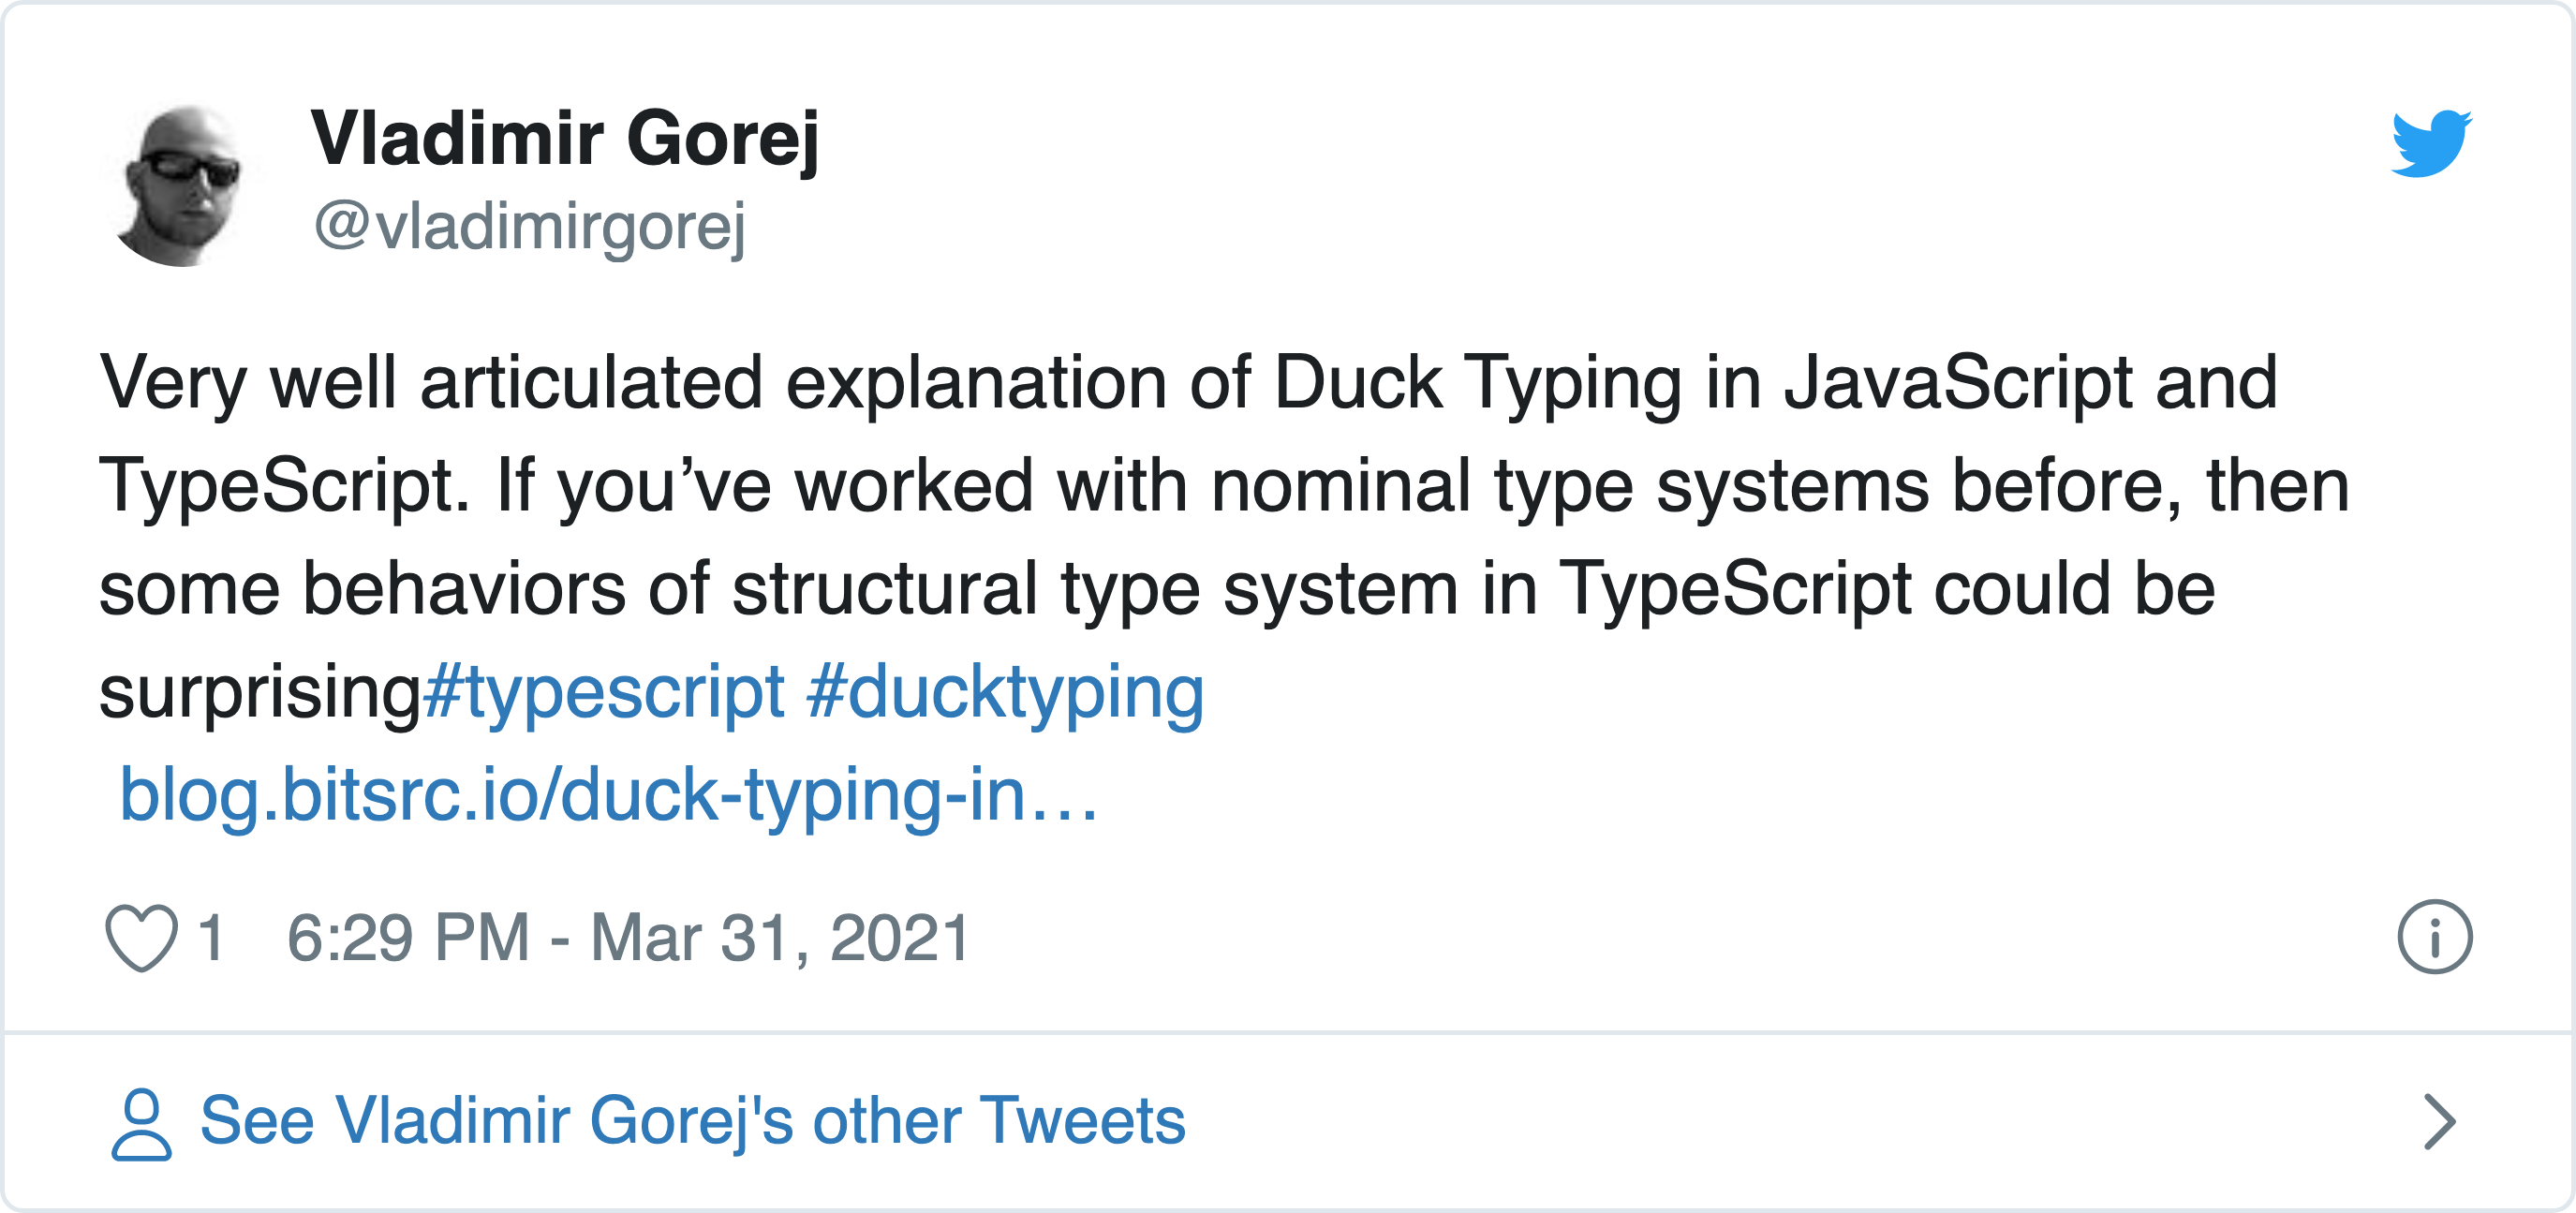 Vladimir Gorej
@vladimirgorej
Very well articulated explanation of Duck Typing in JavaScript and
TypeScript. If you’ve worked with nominal type systems before, then
some behaviors of structural type system in TypeScript could be
surprising#typescript #ducktyping
blog.bitsrc.io/duck-typing-in…
1 6:29 PM - Mar 31, 2021
See Vladimir Gorej's other Tweets